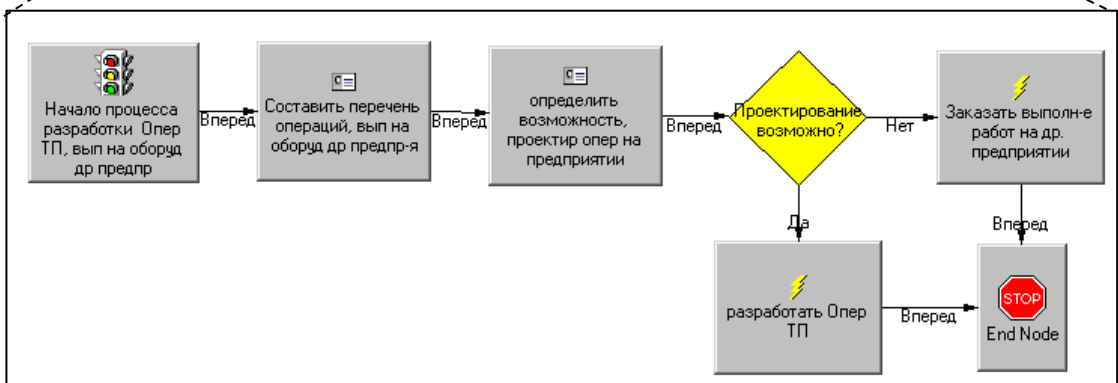 Начало процесса
разработки Опер
ТП, вып на оборуд
др предпр
Вперед
Составить перечень
операций, вып на
оборуд др предпр-я
Вперед
определить
возможность,
проектир опер на
предприятии
Вперед
Проектирование
возможно?
Нет
Заказать выполн-е
работ на др.
предприятии
Да
Вперед
разработать Опер
ТП
Вперед
STOP
End Node